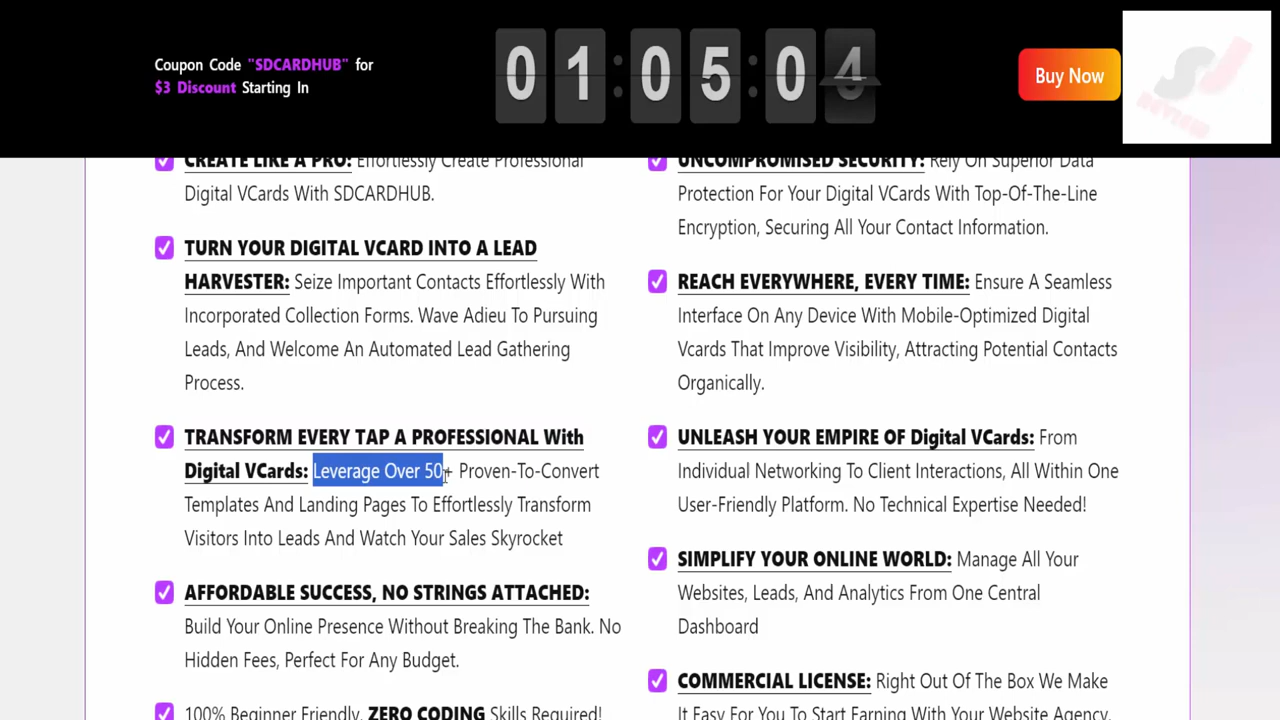 Coupon Code "SDCARDHUB" for
$3 Discount Starting In
01:05:04
Buy Now
SJ
REVIEW
CREATE LIKE A PRO: Effortlessly Create Professional
Digital VCards With SDCARDHUB.
TURN YOUR DIGITAL VCARD INTO A LEAD
HARVESTER: Seize Important Contacts Effortlessly With
Incorporated Collection Forms. Wave Adieu To Pursuing
Leads, And Welcome An Automated Lead Gathering
Process.
TRANSFORM EVERY TAP A PROFESSIONAL With
Digital VCards: Leverage Over 50+ Proven-To-Convert
Templates And Landing Pages To Effortlessly Transform
Visitors Into Leads And Watch Your Sales Skyrocket
AFFORDABLE SUCCESS, NO STRINGS ATTACHED:
Build Your Online Presence Without Breaking The Bank. No
Hidden Fees, Perfect For Any Budget.
100% Beginner Friendly, ZERO CODING Skills Required!
UNCOMPROMISED SECURITY: Rely On Superior Data
Protection For Your Digital VCards With Top-Of-The-Line
Encryption, Securing All Your Contact Information.
REACH EVERYWHERE, EVERY TIME: Ensure A Seamless
Interface On Any Device With Mobile-Optimized Digital
Vcards That Improve Visibility, Attracting Potential Contacts
Organically.
UNLEASH YOUR EMPIRE OF Digital VCards: From
Individual Networking To Client Interactions, All Within One
User-Friendly Platform. No Technical Expertise Needed!
SIMPLIFY YOUR ONLINE WORLD: Manage All Your
Websites, Leads, And Analytics From One Central
Dashboard
COMMERCIAL LICENSE: Right Out Of The Box We Make
It Easy For You To Start Earning With Your Website Agency.